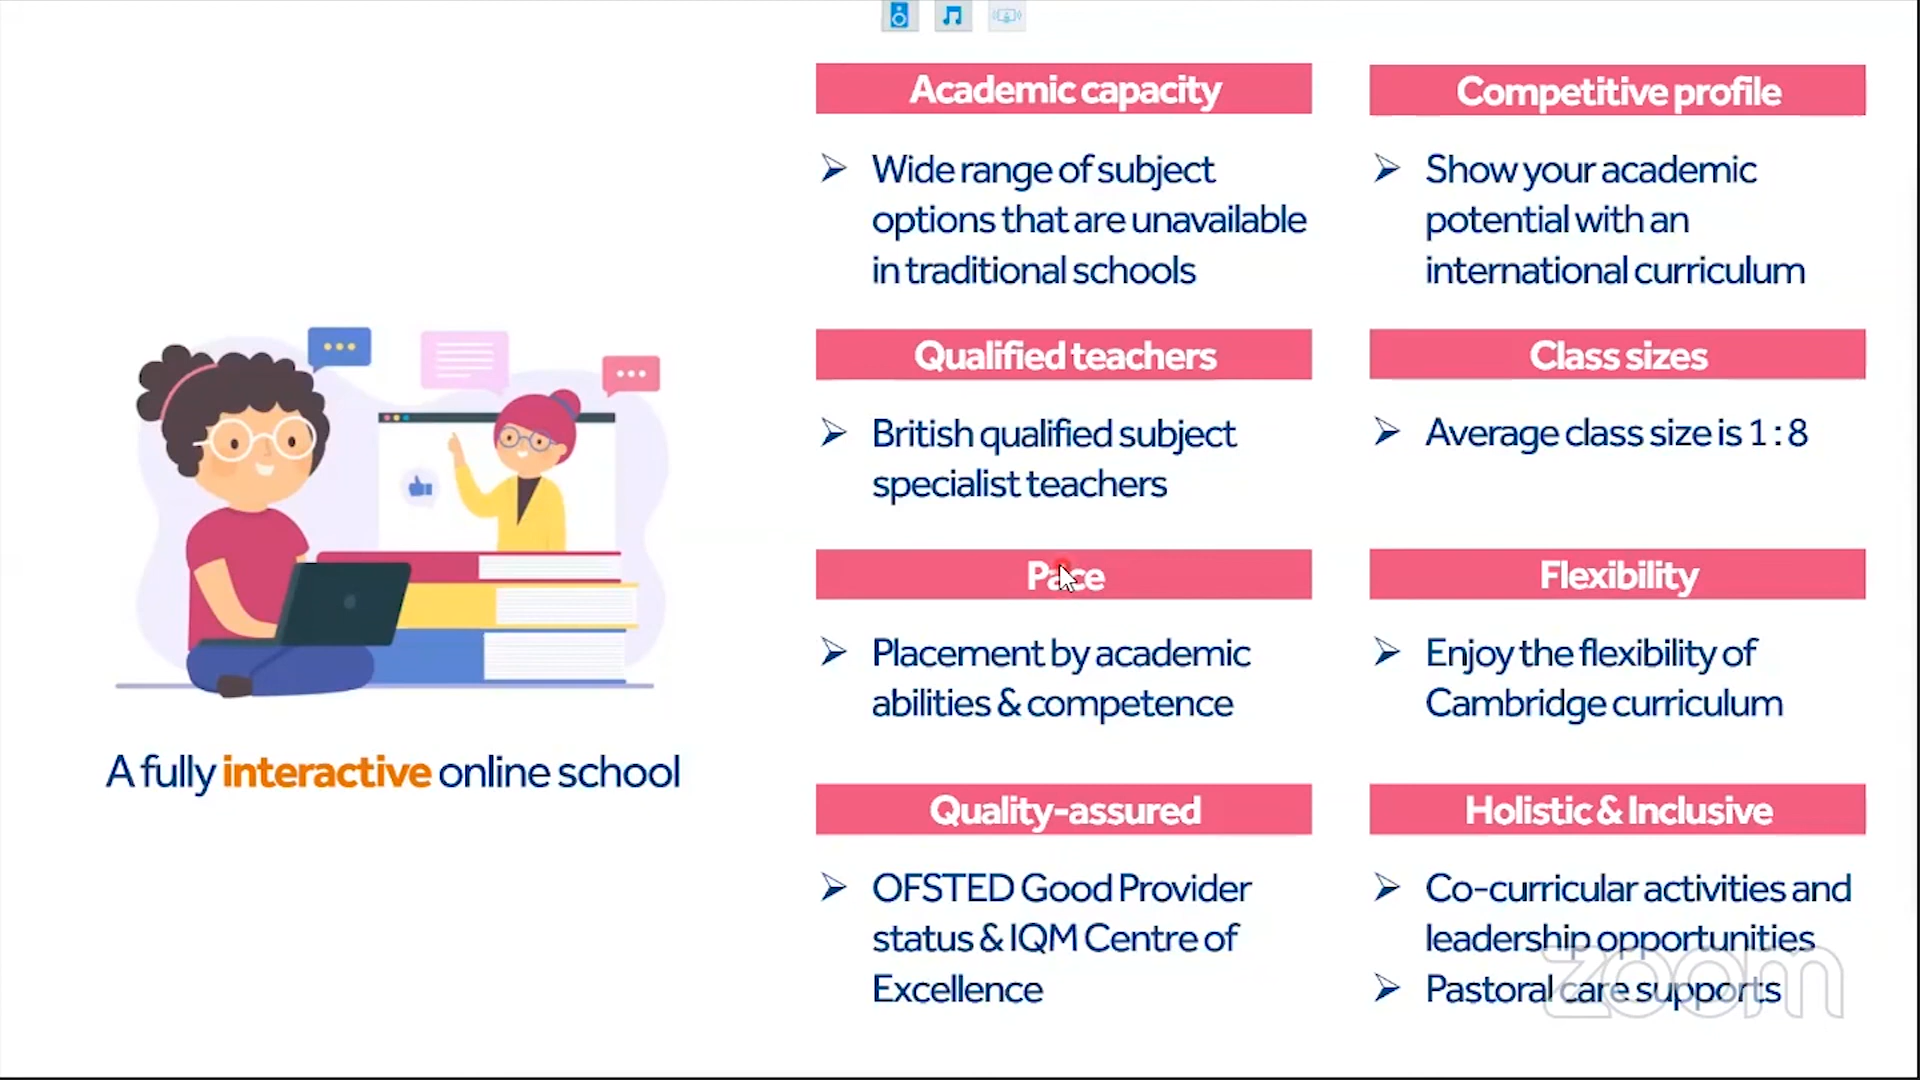 Academic capacity
Wide range of subject
options that are unavailable
in traditional schools
Competitive profile
Show your academic
potential with an
international curriculum
Qualified teachers
British qualified subject
specialist teachers
Class sizes
Average class size is 1 : 8
Pace
Placement by academic
abilities & competence
Flexibility
Enjoy the flexibility of
Cambridge curriculum
A fully interactive online school
Quality-assured
OFSTED Good Provider
status & IQM Centre of
Excellence
Holistic & Inclusive
Co-curricular activities and
leadership opportunities
Pastoral care supports
zoom